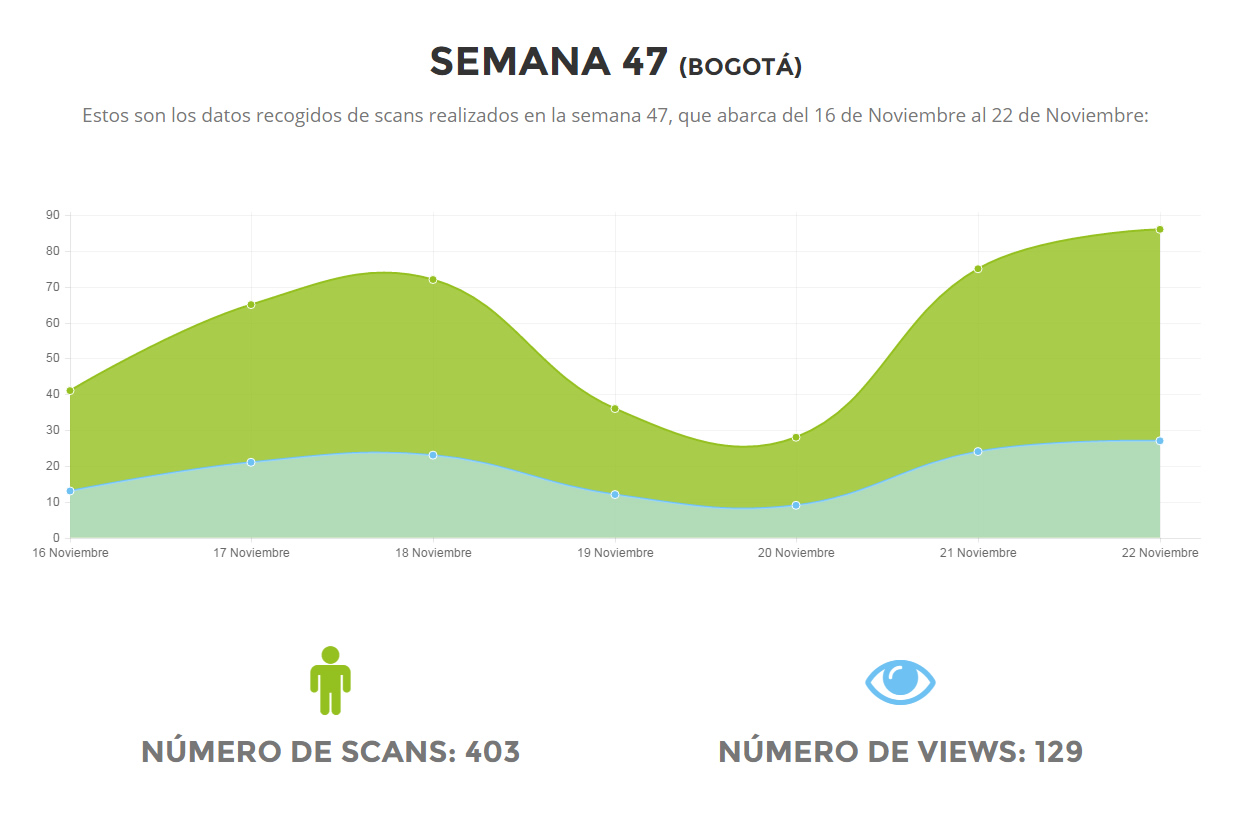 SEMANA 47 (BOGOTÁ)
Estos son los datos recogidos de scans realizados en la semana 47, que abarca del 16 de Noviembre al 22 de Noviembre:
90
80
70
60
50
40
30
20
10
0
16 Noviembre 17 Noviembre 18 Noviembre 19 Noviembre 20 Noviembre 21 Noviembre 22 Noviembre
NÚMERO DE SCANS: 403 NÚMERO DE VIEWS: 129